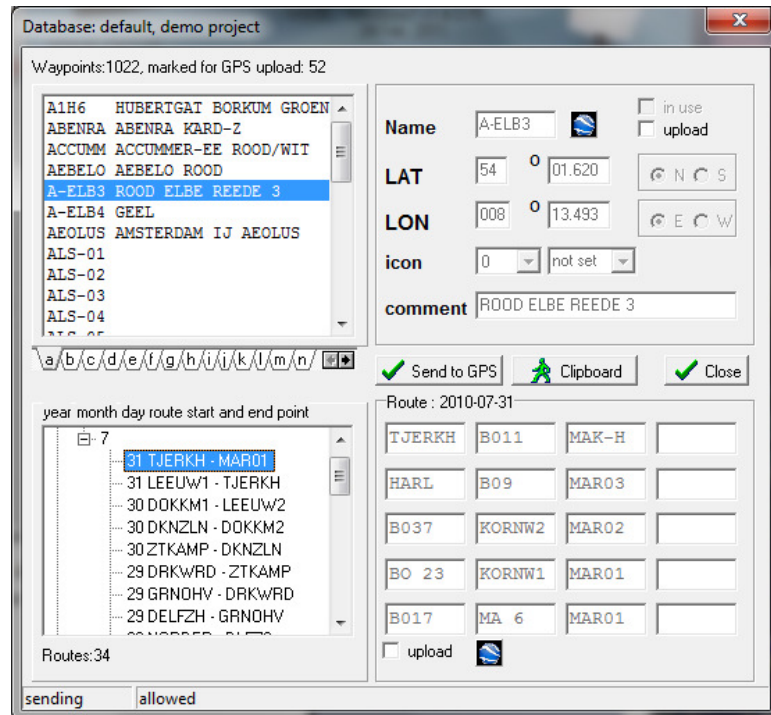 Database: default, demo project
Waypoints:1022, marked for GPS upload: 52
A1H6 HUBERTGAT BORKUM GROEN
ABENRA ABENRA KARD-Z
ACCUMM ACCUMMER-EE ROOD/WIT
AEBELO AEBELO ROOD
A-ELB3 ROOD ELBE REEDE 3
A-ELB4 GEEL
AEOLUS AMSTERDAM IJ AEOLUS
ALS-01
ALS-02
ALS-03
ALS-04
a b c d e f g h i j k l m n
Name A-ELB3
in use
upload
LAT 54 o 01.620 N S
LON 008 o 13.493 E W
icon 0 not set
comment ROOD ELBE REEDE 3
Send to GPS Clipboard Close
year month day route start and end point
7
31 TJERKH - MAR01
31 LEEUW1 - TJERKH
30 DOKKM1 - LEEUW2
30 DKNZLN - DOKKM2
30 ZTKAMP - DKNZLN
29 DRKWRD - ZTKAMP
29 GRNOHV - DRKWRD
29 DELFZH - GRNOHV
Routes:34
Route : 2010-07-31
TJERKH B011 MAK-H
HARL B09 MAR03
B037 KORNW2 MAR02
BO 23 KORNW1 MAR01
B017 MA 6 MAR01
upload
sending allowed